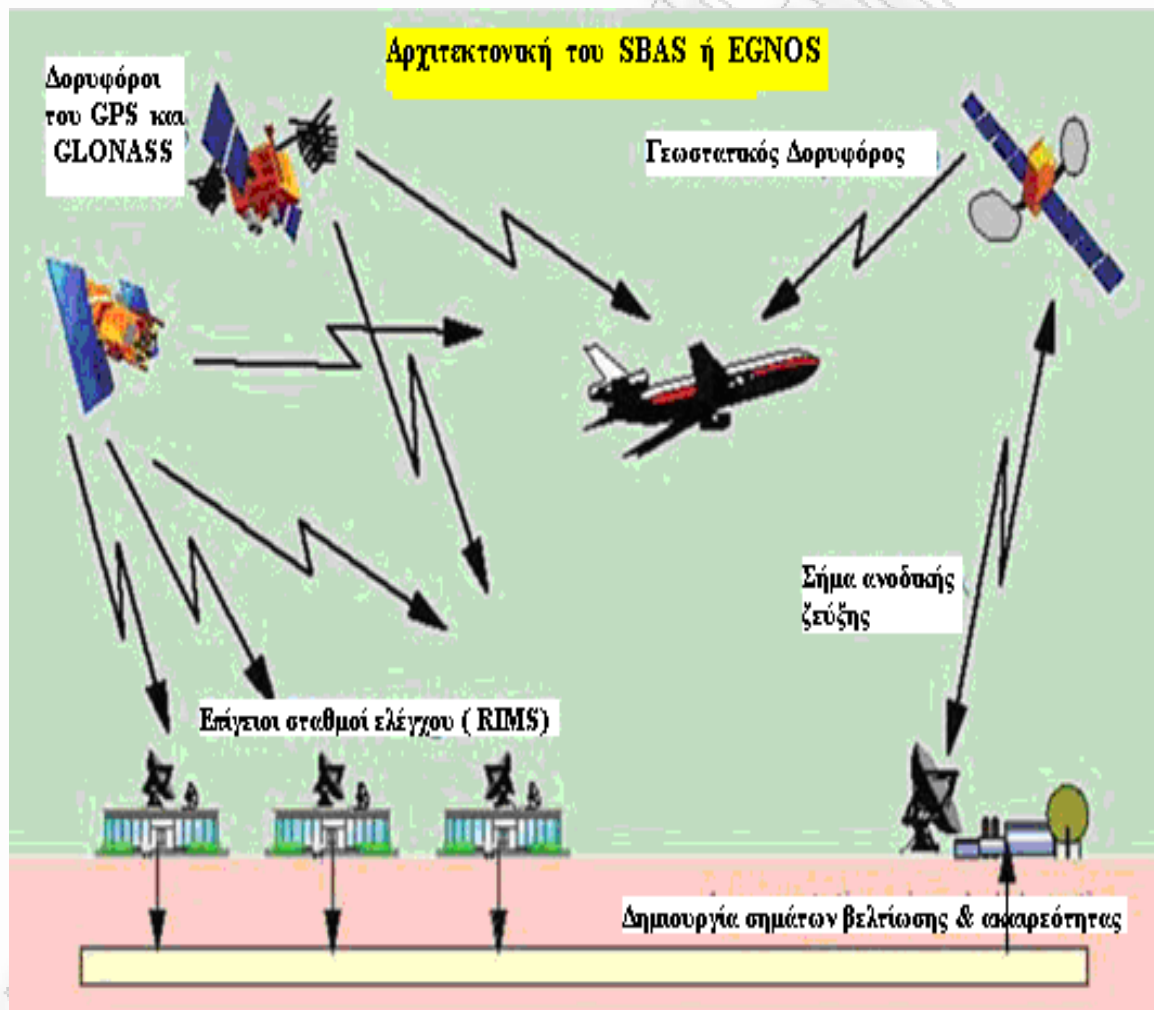 Αρχιτεκτονική του SBAS ή EGNOS
Δορυφόροι
του GPS και
GLONASS
Γεωστατικός Δορυφόρος
Σήμα ανοδικής
ζεύξης
Επίγειοι σταθμοί ελέγχου ( RIMS)
Δημιουργία σημάτων βελτίωσης & ακαιρεότητας